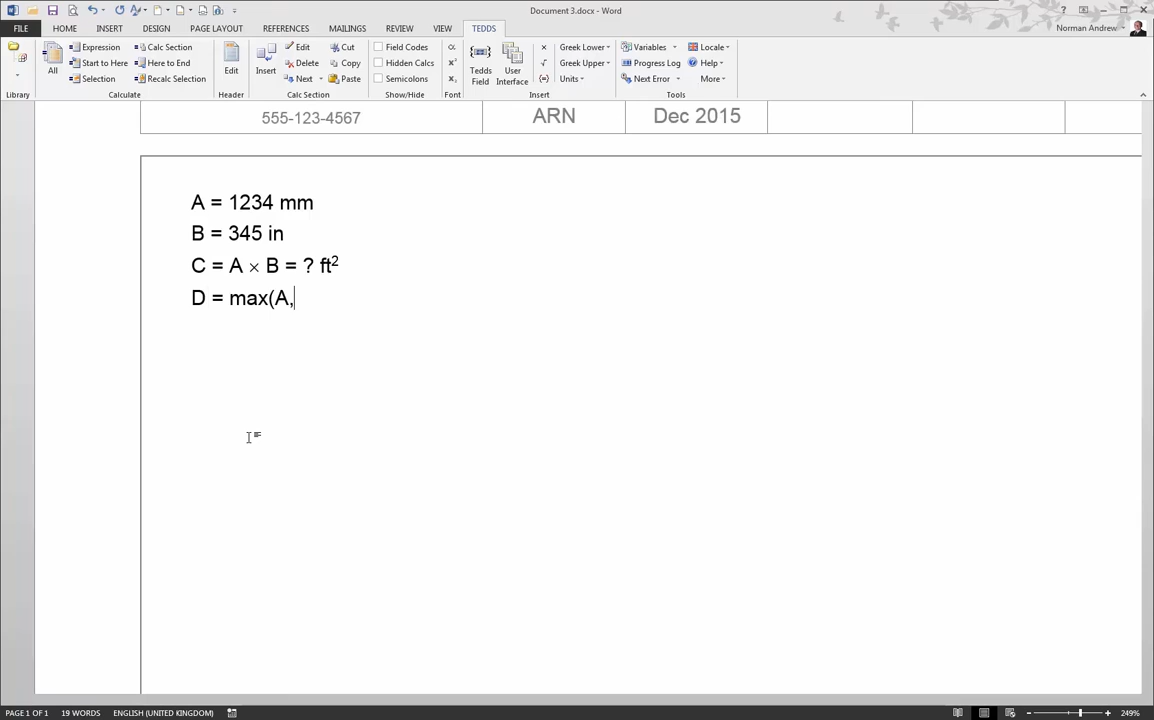 Document 3.docx - Word
FILE HOME INSERT DESIGN PAGE LAYOUT REFERENCES MAILINGS REVIEW VIEW TEDDS Norman Andrew
Expression Calc Section Edit Cut Field Codes α × Greek Lower Variables Locale
All Start to Here Here to End Edit Insert Delete Copy Hidden Calcs x² Tedds Field User Interface √ Greek Upper Progress Log Help
Selection Recalc Selection Next Paste Semicolons x₂ Units Next Error More
Library Calculate Header Calc Section Show/Hide Font Insert Tools
555-123-4567 ARN Dec 2015
A = 1234 mm
B = 345 in
C = A × B = ? ft²
D = max(A,
PAGE 1 OF 1 19 WORDS ENGLISH (UNITED KINGDOM) 249%